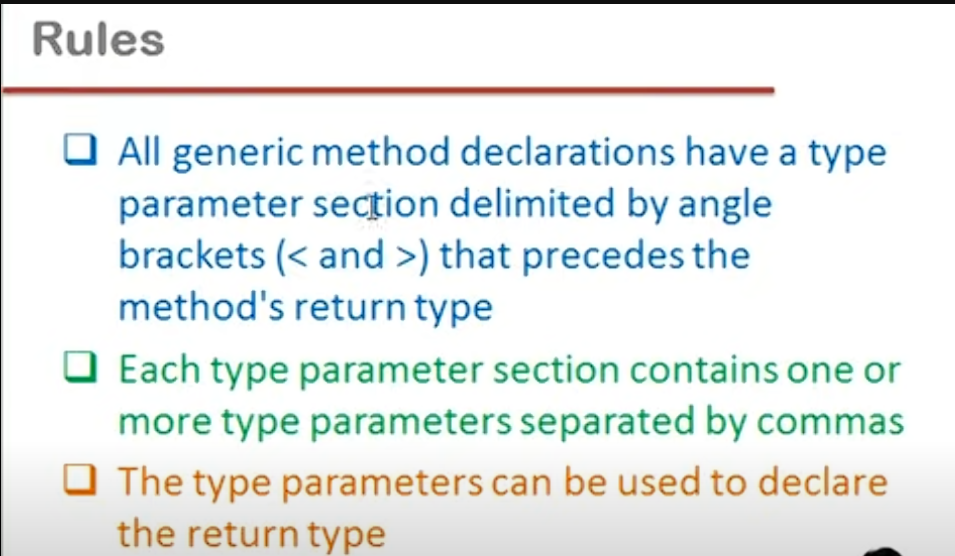 Rules
❑ All generic method declarations have a type
parameter section delimited by angle
brackets (< and >) that precedes the
method's return type
❑ Each type parameter section contains one or
more type parameters separated by commas
❑ The type parameters can be used to declare
the return type